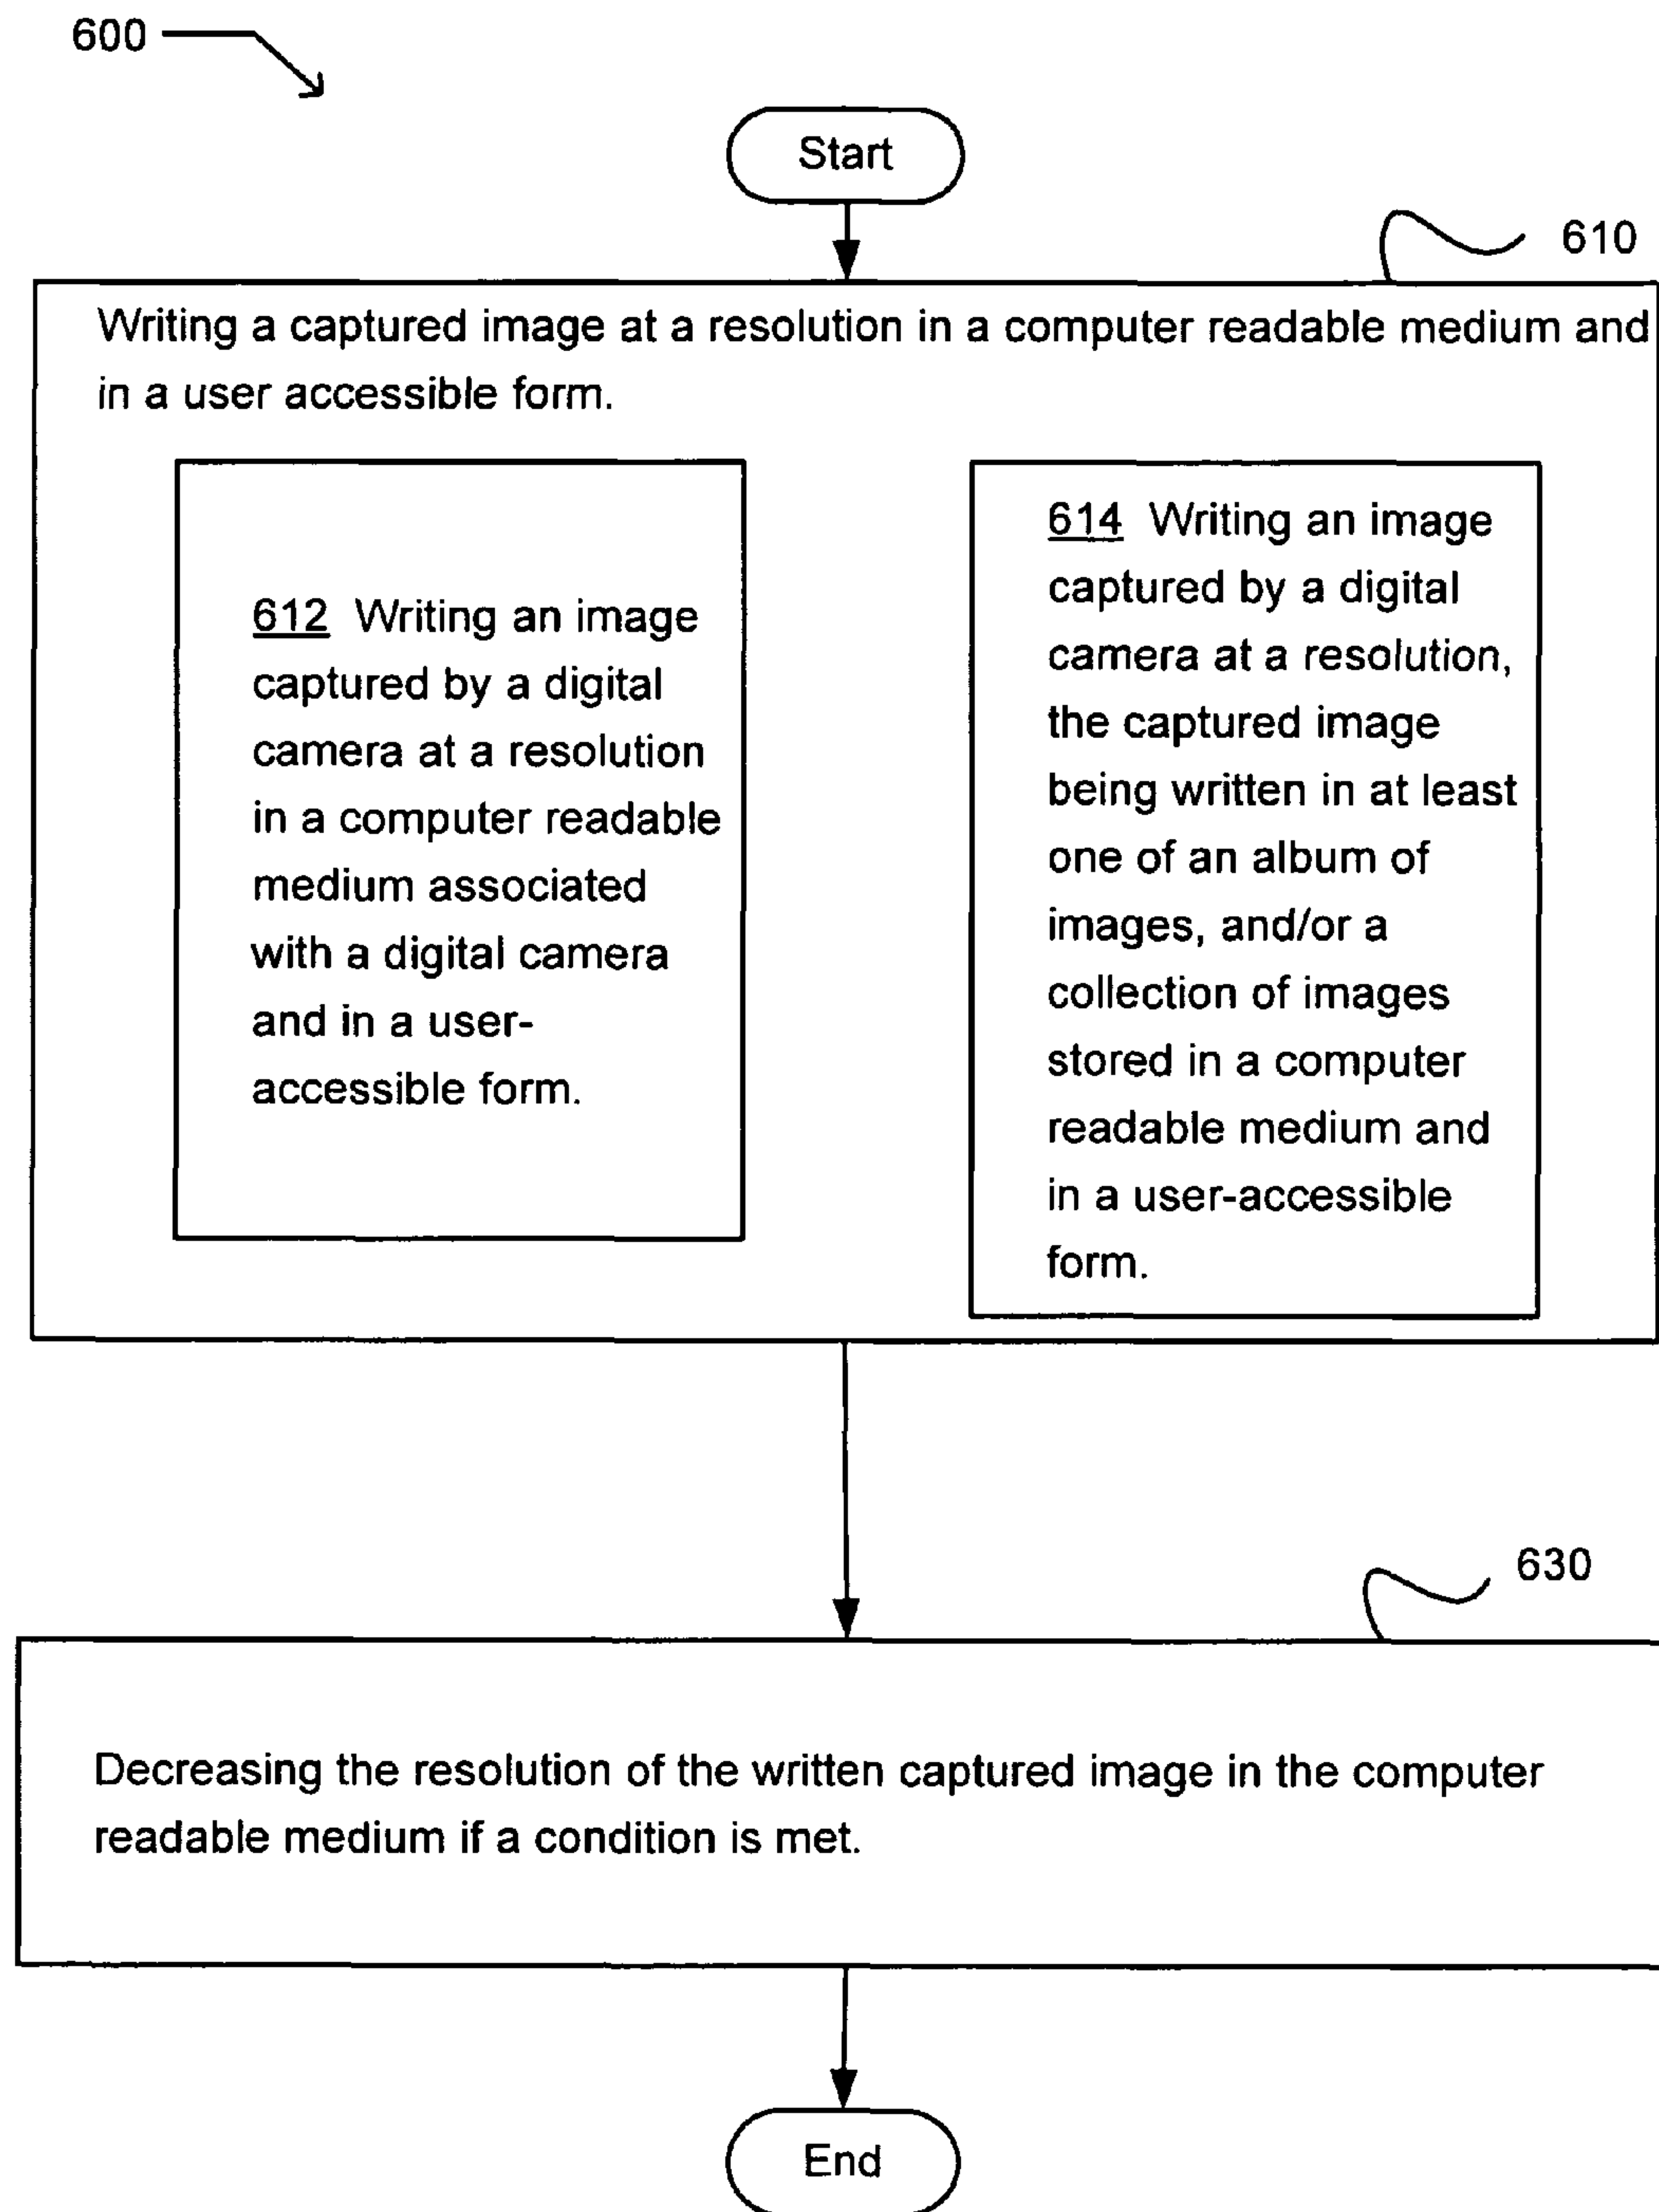 600
Start
610
Writing a captured image at a resolution in a computer readable medium and
in a user accessible form.
612 Writing an image
captured by a digital
camera at a resolution
in a computer readable
medium associated
with a digital camera
and in a user-
accessible form.
614 Writing an image
captured by a digital
camera at a resolution,
the captured image
being written in at least
one of an album of
images, and/or a
collection of images
stored in a computer
readable medium and
in a user-accessible
form.
630
Decreasing the resolution of the written captured image in the computer
readable medium if a condition is met.
End